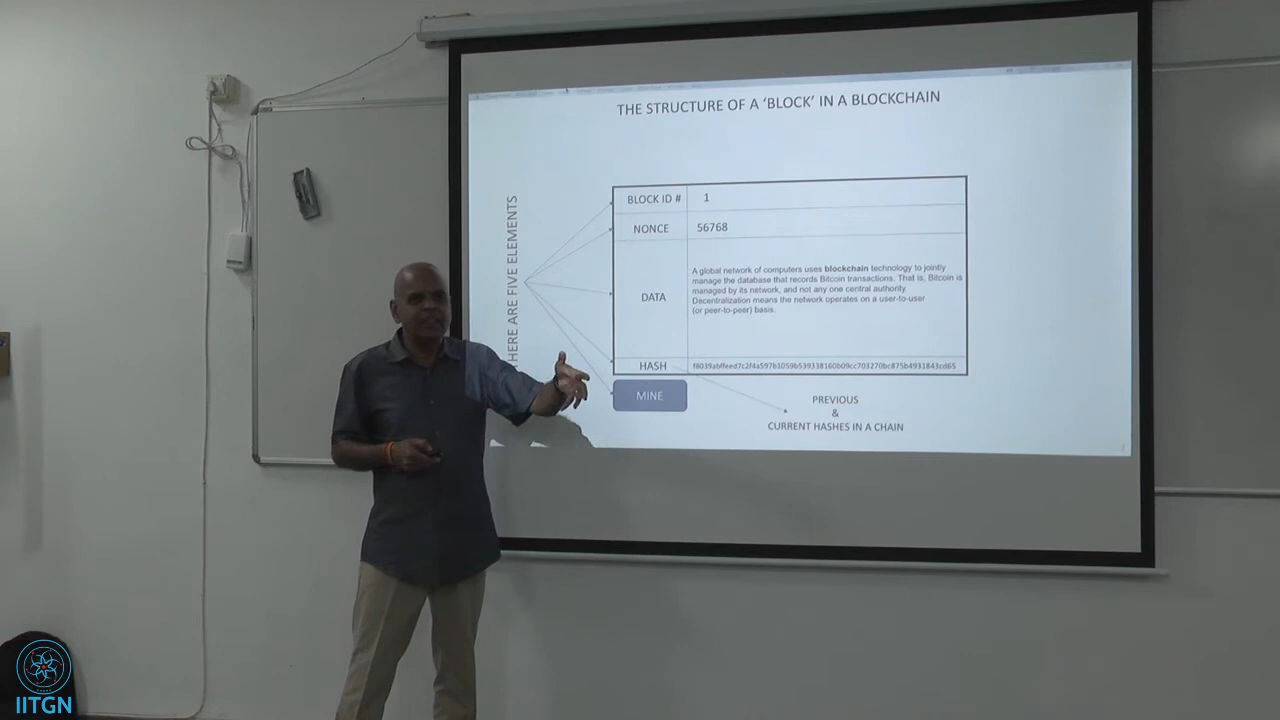 THE STRUCTURE OF A ‘BLOCK’ IN A BLOCKCHAIN
HERE ARE FIVE ELEMENTS
BLOCK ID # 1
NONCE 56768
DATA
A global network of computers uses blockchain technology to jointly
manage the database that records Bitcoin transactions. That is, Bitcoin is
managed by its network, and not any one central authority.
Decentralization means the network operates on a user-to-user
(or peer-to-peer) basis.
HASH f8039abffeed7c2f4a597b1059b539338160b09cc703270bc875b4931843cd65
MINE
PREVIOUS
&
CURRENT HASHES IN A CHAIN
IITGN